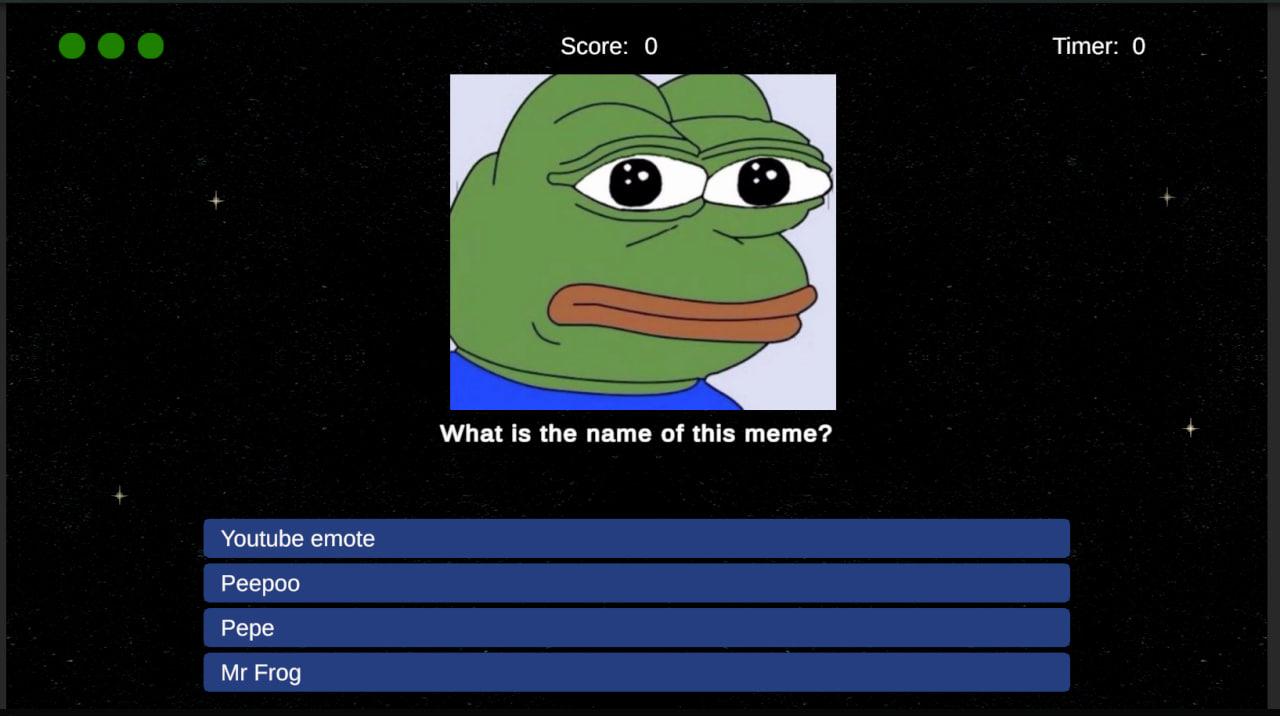 Score: 0
Timer: 0
What is the name of this meme?
Youtube emote
Peepoo
Pepe
Mr Frog